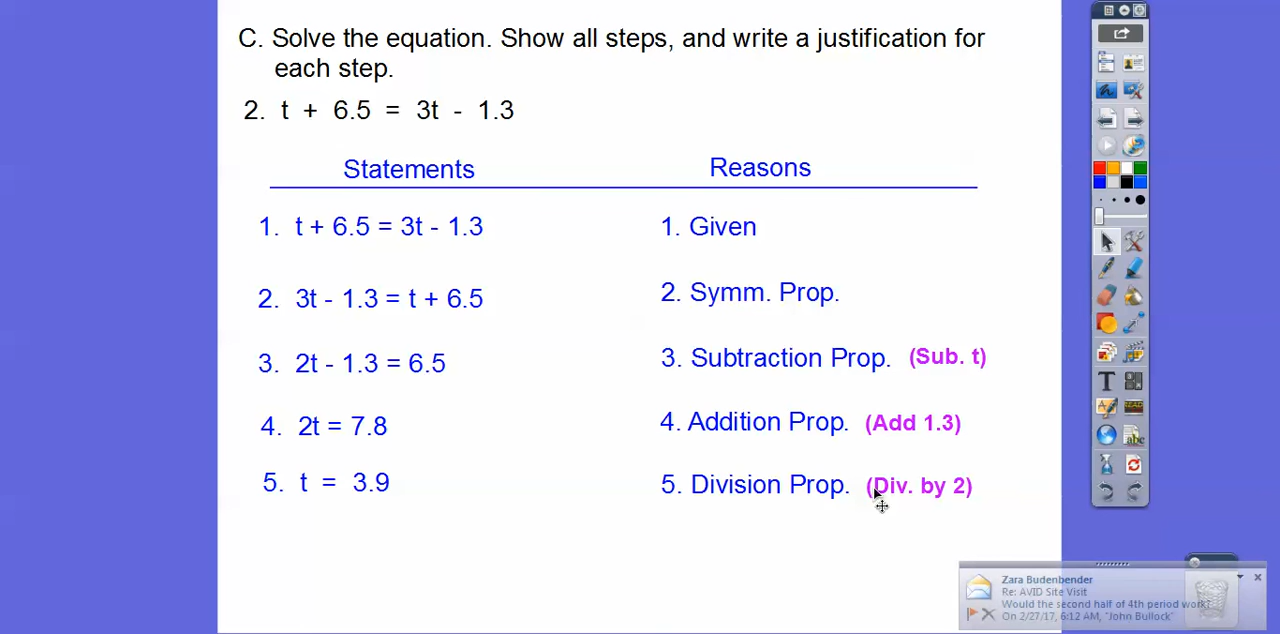 C. Solve the equation. Show all steps, and write a justification for
each step.
2. t + 6.5 = 3t - 1.3
Statements Reasons
1. t + 6.5 = 3t - 1.3 1. Given
2. 3t - 1.3 = t + 6.5 2. Symm. Prop.
3. 2t - 1.3 = 6.5 3. Subtraction Prop. (Sub. t)
4. 2t = 7.8 4. Addition Prop. (Add 1.3)
5. t = 3.9 5. Division Prop. (Div. by 2)
Zara Budenbender
Re: AVID Site Visit
Would the second half of 4th period work?
On 2/27/17, 6:12 AM, "John Bullock"